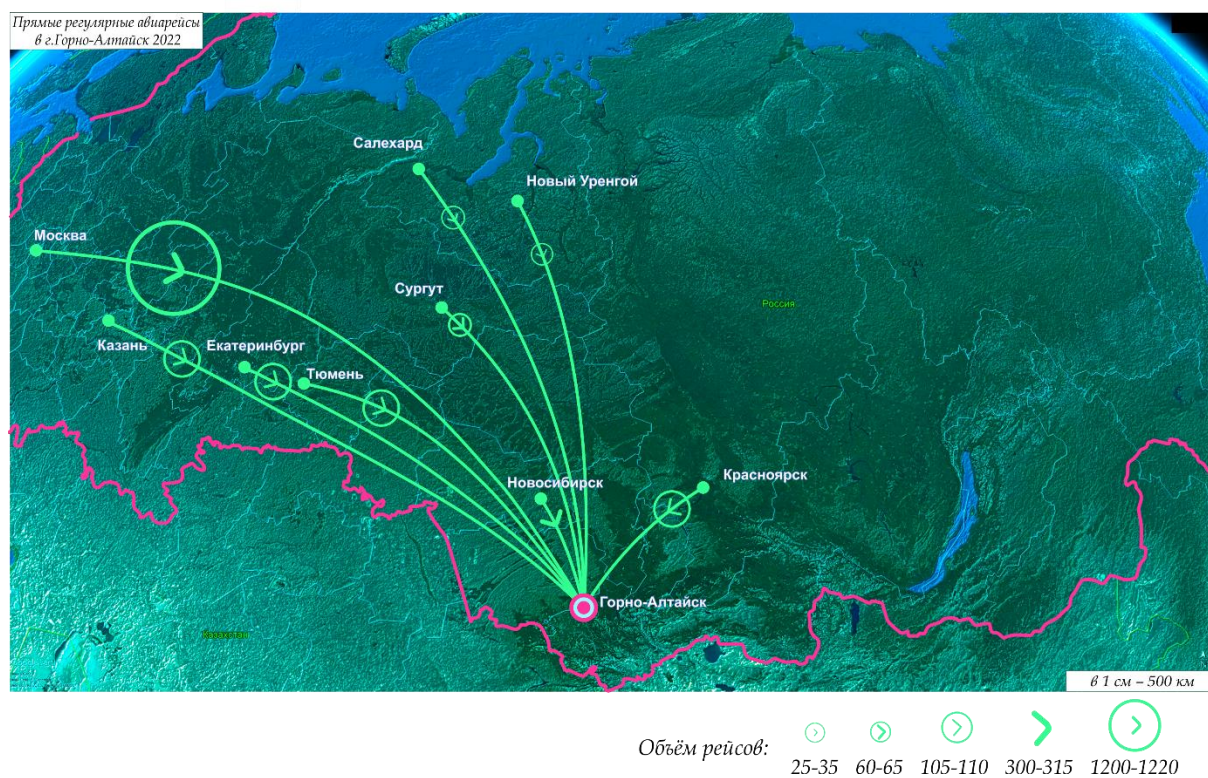 Прямые регулярные авиарейсы
в г.Горно-Алтайск 2022
Салехард
Новый Уренгой
Москва
Сургут
Россия
Казань
Екатеринбург
Тюмень
Новосибирск
Красноярск
Горно-Алтайск
Казахстан
в 1 см – 500 км
Объём рейсов:
25-35 60-65 105-110 300-315 1200-1220